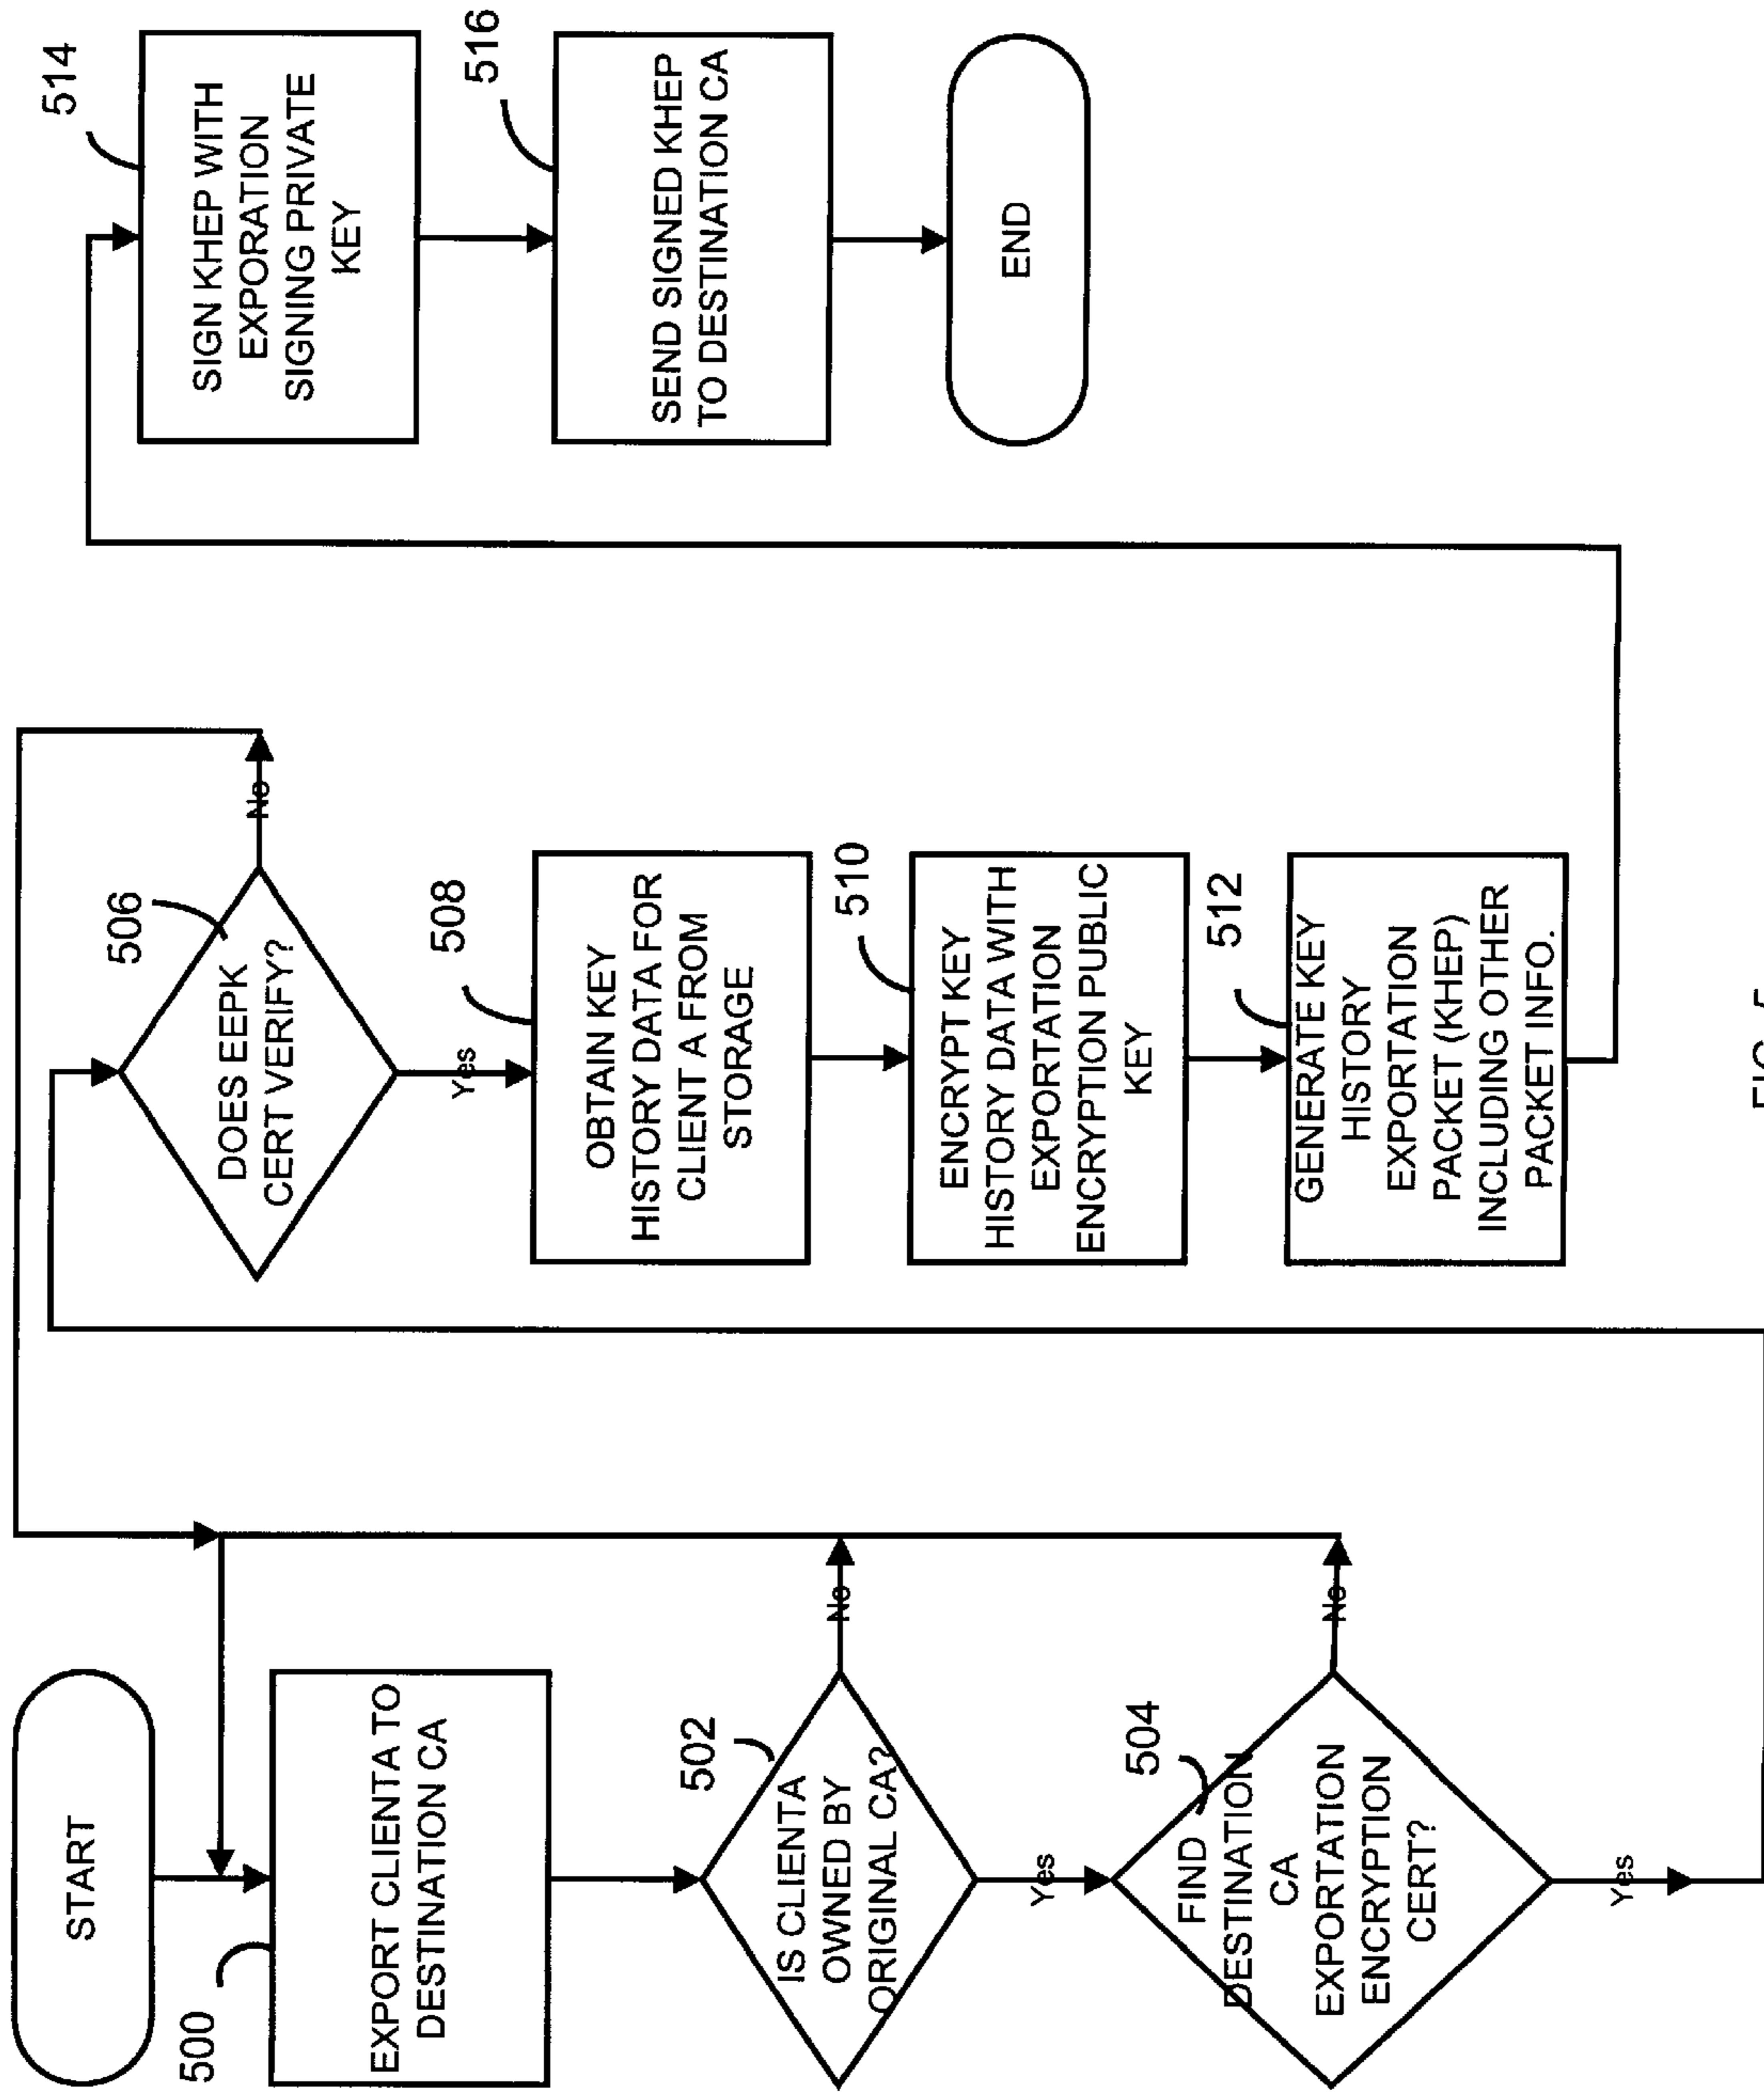 START
500
EXPORT CLIENTA TO
DESTINATION CA
502
IS CLIENTA
OWNED BY
ORIGINAL CA?
No
Yes
504
FIND
DESTINATION
CA
EXPORTATION
ENCRYPTION
CERT?
No
Yes
506
DOES EEPK
CERT VERIFY?
No
Yes
508
OBTAIN KEY
HISTORY DATA FOR
CLIENT A FROM
STORAGE
510
ENCRYPT KEY
HISTORY DATA WITH
EXPORTATION
ENCRYPTION PUBLIC
KEY
512
GENERATE KEY
HISTORY
EXPORTATION
PACKET (KHEP)
INCLUDING OTHER
PACKET INFO.
514
SIGN KHEP WITH
EXPORATION
SIGNING PRIVATE
KEY
516
SEND SIGNED KHEP
TO DESTINATION CA
END